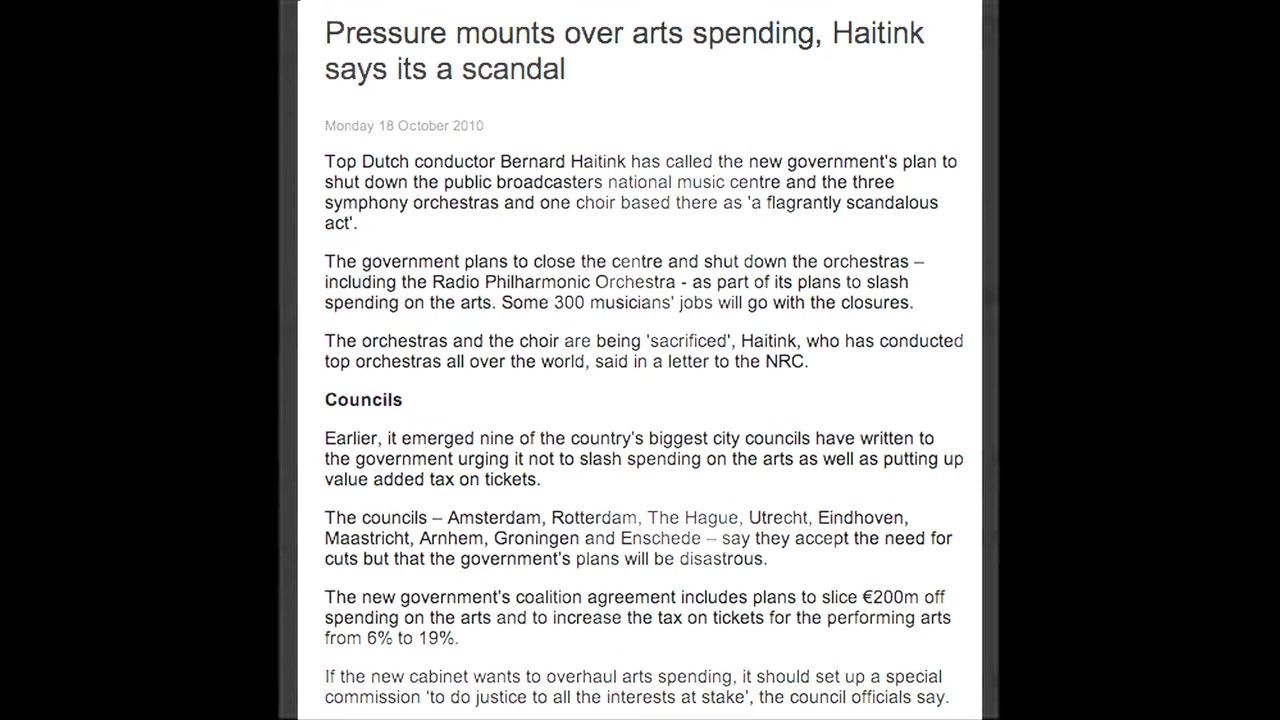 Pressure mounts over arts spending, Haitink
says its a scandal
Monday 18 October 2010
Top Dutch conductor Bernard Haitink has called the new government's plan to
shut down the public broadcasters national music centre and the three
symphony orchestras and one choir based there as 'a flagrantly scandalous
act'.
The government plans to close the centre and shut down the orchestras –
including the Radio Philharmonic Orchestra - as part of its plans to slash
spending on the arts. Some 300 musicians' jobs will go with the closures.
The orchestras and the choir are being 'sacrificed', Haitink, who has conducted
top orchestras all over the world, said in a letter to the NRC.
Councils
Earlier, it emerged nine of the country's biggest city councils have written to
the government urging it not to slash spending on the arts as well as putting up
value added tax on tickets.
The councils – Amsterdam, Rotterdam, The Hague, Utrecht, Eindhoven,
Maastricht, Arnhem, Groningen and Enschede – say they accept the need for
cuts but that the government's plans will be disastrous.
The new government's coalition agreement includes plans to slice €200m off
spending on the arts and to increase the tax on tickets for the performing arts
from 6% to 19%.
If the new cabinet wants to overhaul arts spending, it should set up a special
commission 'to do justice to all the interests at stake', the council officials say.